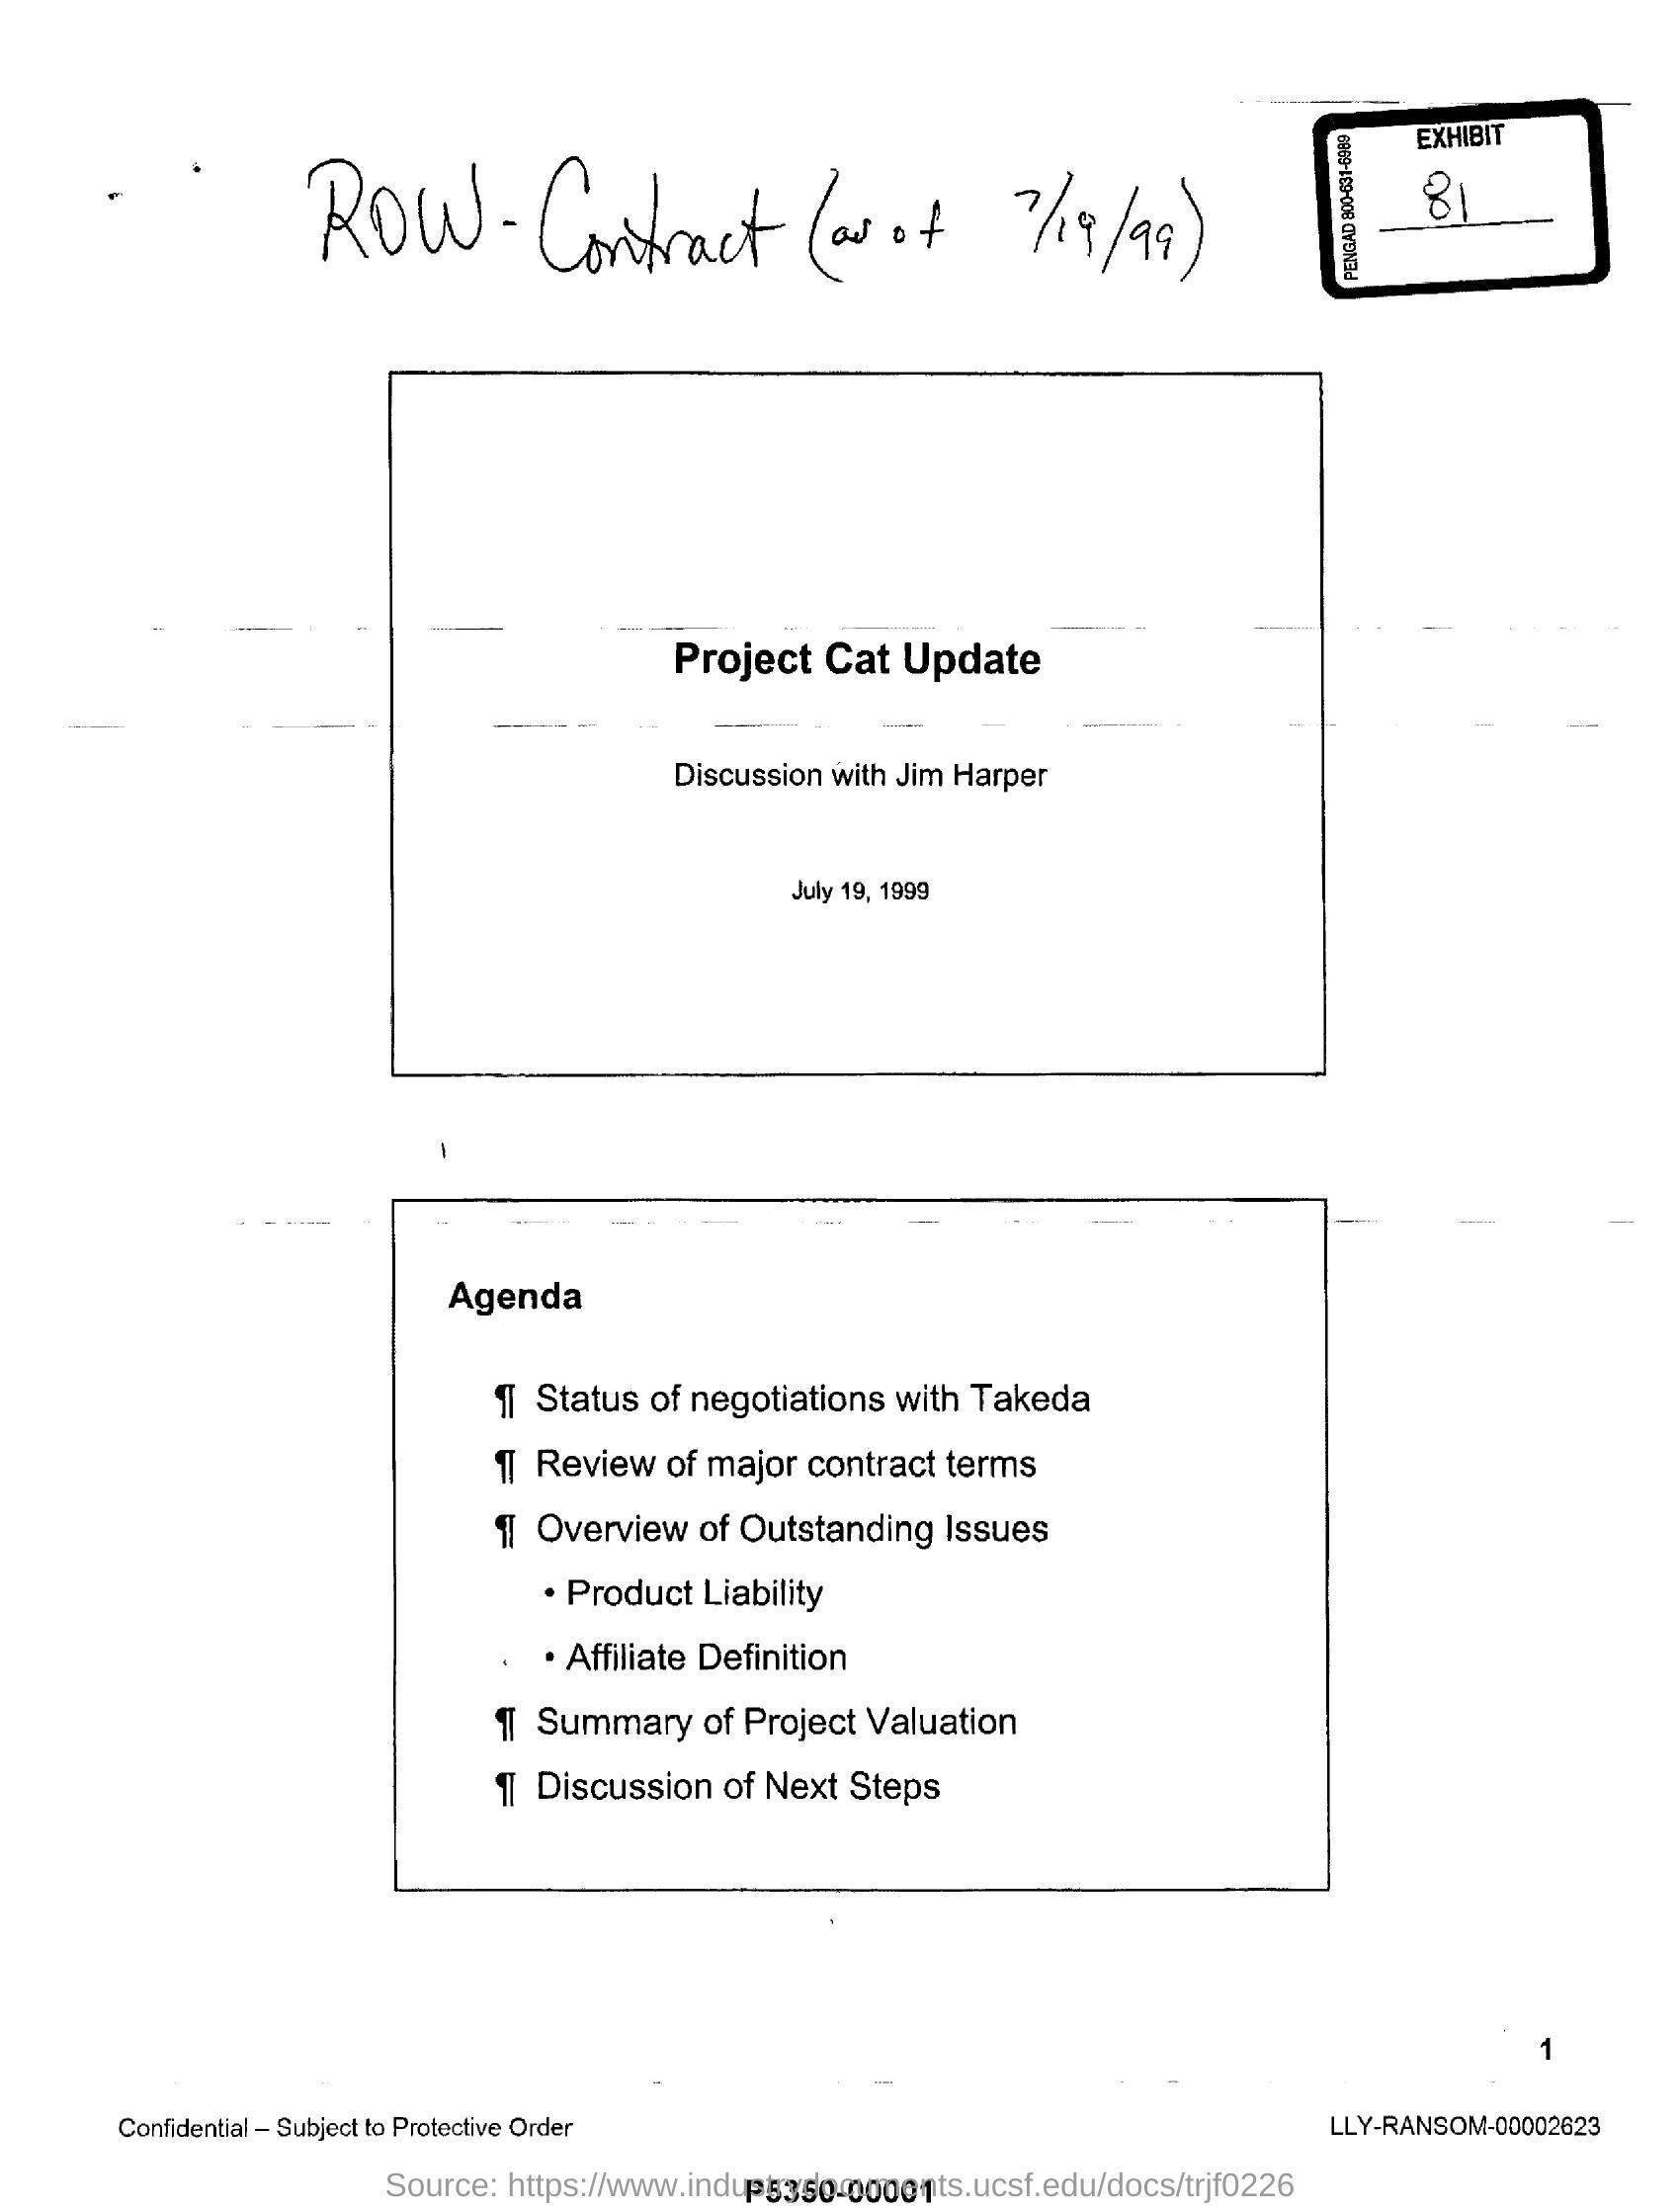 EXHIBIT
81
PENGAD 800-631-6989
ROW - Contract (as of 7/19/99)
Project Cat Update
Discussion with Jim Harper
July 19, 1999
Agenda
¶ Status of negotiations with Takeda
¶ Review of major contract terms
¶ Overview of Outstanding Issues
• Product Liability
• Affiliate Definition
¶ Summary of Project Valuation
¶ Discussion of Next Steps
1
Confidential – Subject to Protective Order
LLY-RANSOM-00002623
Source: https://www.industrydocuments.ucsf.edu/docs/trjf0226
P5350-00001